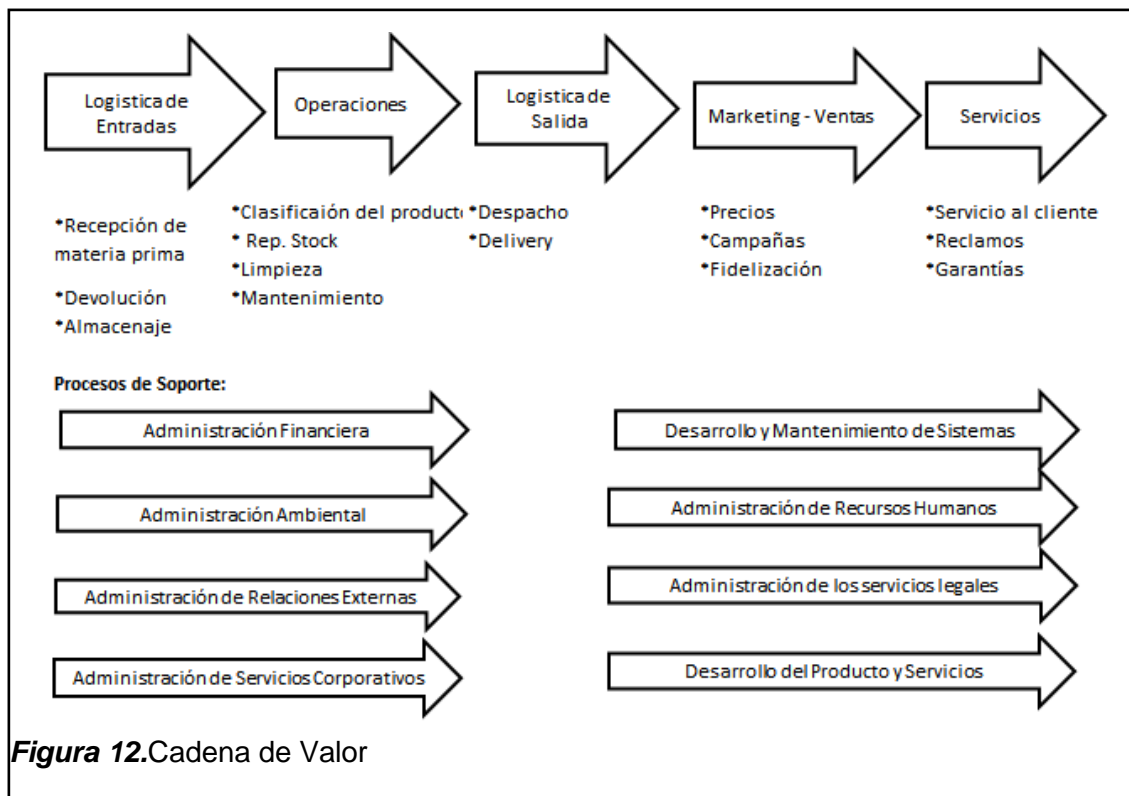 Logistica de
Entradas
Operaciones
Logistica de
Salida
Marketing - Ventas
Servicios
*Recepción de
materia prima
*Devolución
*Almacenaje
*Clasificaión del product
* Rep. Stock
*Limpieza
*Mantenimiento
*Despacho
*Delivery
*Precios
*Campañas
*Fidelización
*Servicio al cliente
*Reclamos
*Garantías
Procesos de Soporte:
Administración Financiera
Desarrollo y Mantenimiento de Sistemas
Administración Ambiental
Administración de Recursos Humanos
Administración de Relaciones Externas
Administración de los servicios legales
Administración de Servicios Corporativos
Desarrollo del Producto y Servicios
Figura 12.Cadena de Valor